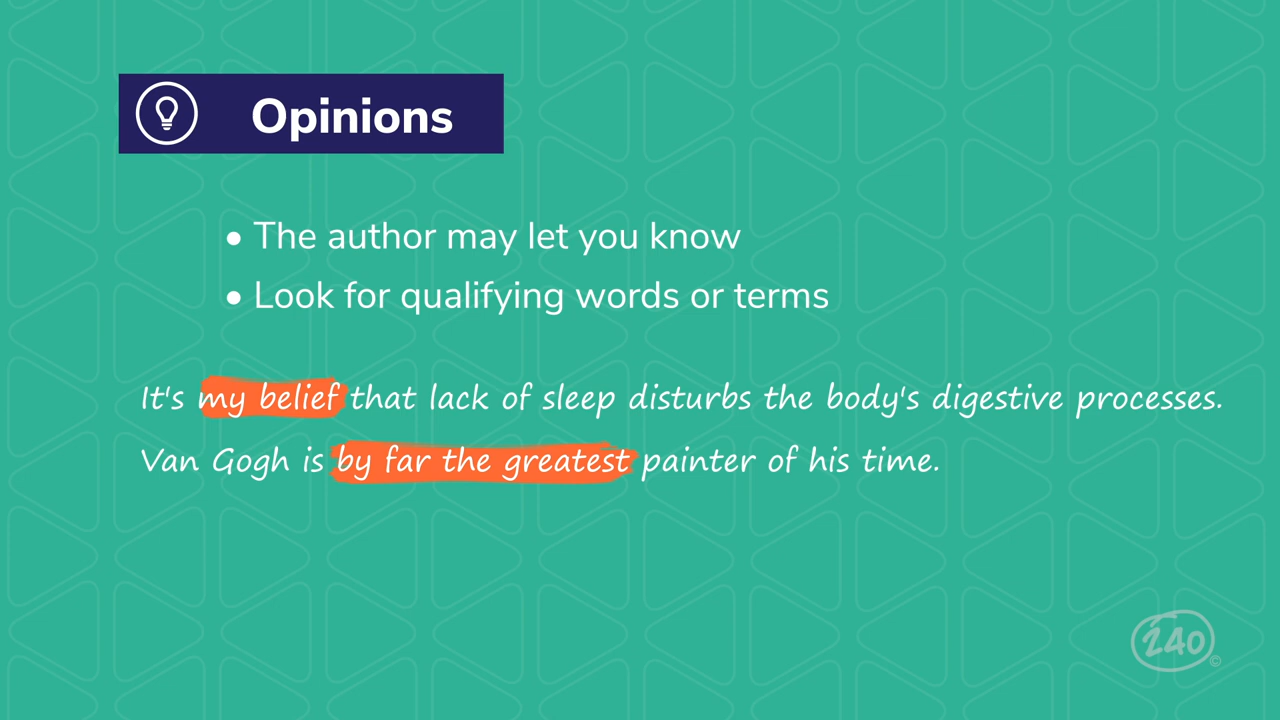 Opinions
• The author may let you know
• Look for qualifying words or terms
It's my belief that lack of sleep disturbs the body's digestive processes.
Van Gogh is by far the greatest painter of his time.
240 ©